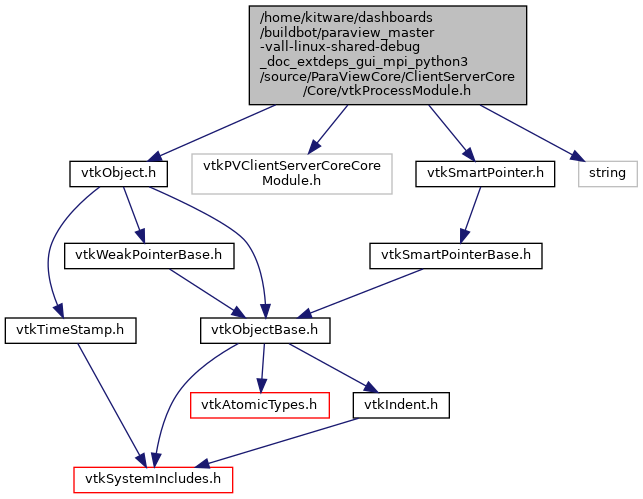 /home/kitware/dashboards
/buildbot/paraview_master
-vall-linux-shared-debug
_doc_extdeps_gui_mpi_python3
/source/ParaViewCore/ClientServerCore
/Core/vtkProcessModule.h
vtkObject.h
vtkPVClientServerCoreCore
Module.h
vtkSmartPointer.h
string
vtkWeakPointerBase.h
vtkSmartPointerBase.h
vtkTimeStamp.h
vtkObjectBase.h
vtkAtomicTypes.h
vtkIndent.h
vtkSystemIncludes.h